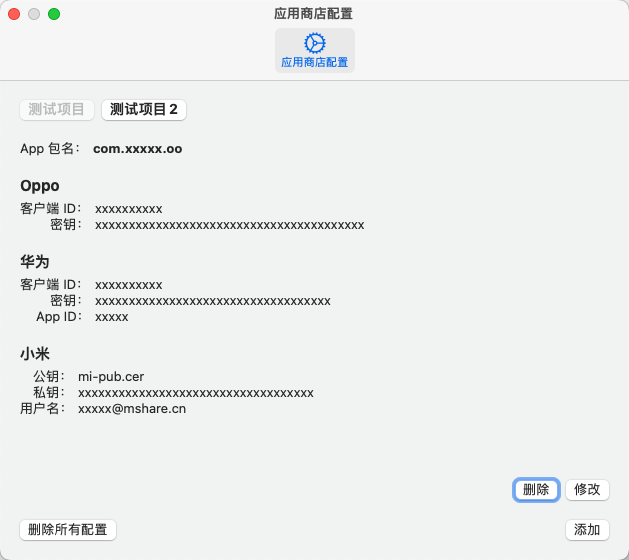 应用商店配置
应用商店配置
测试项目 测试项目 2
App 包名： com.xxxxx.oo
Oppo
客户端 ID： xxxxxxxxxx
密钥： xxxxxxxxxxxxxxxxxxxxxxxxxxxxxxxxxxxxxxxx
华为
客户端 ID： xxxxxxxxxx
密钥： xxxxxxxxxxxxxxxxxxxxxxxxxxxxxxxxxxx
App ID： xxxxx
小米
公钥： mi-pub.cer
私钥： xxxxxxxxxxxxxxxxxxxxxxxxxxxxxxxxxxx
用户名： xxxxx@mshare.cn
删除 修改
删除所有配置 添加